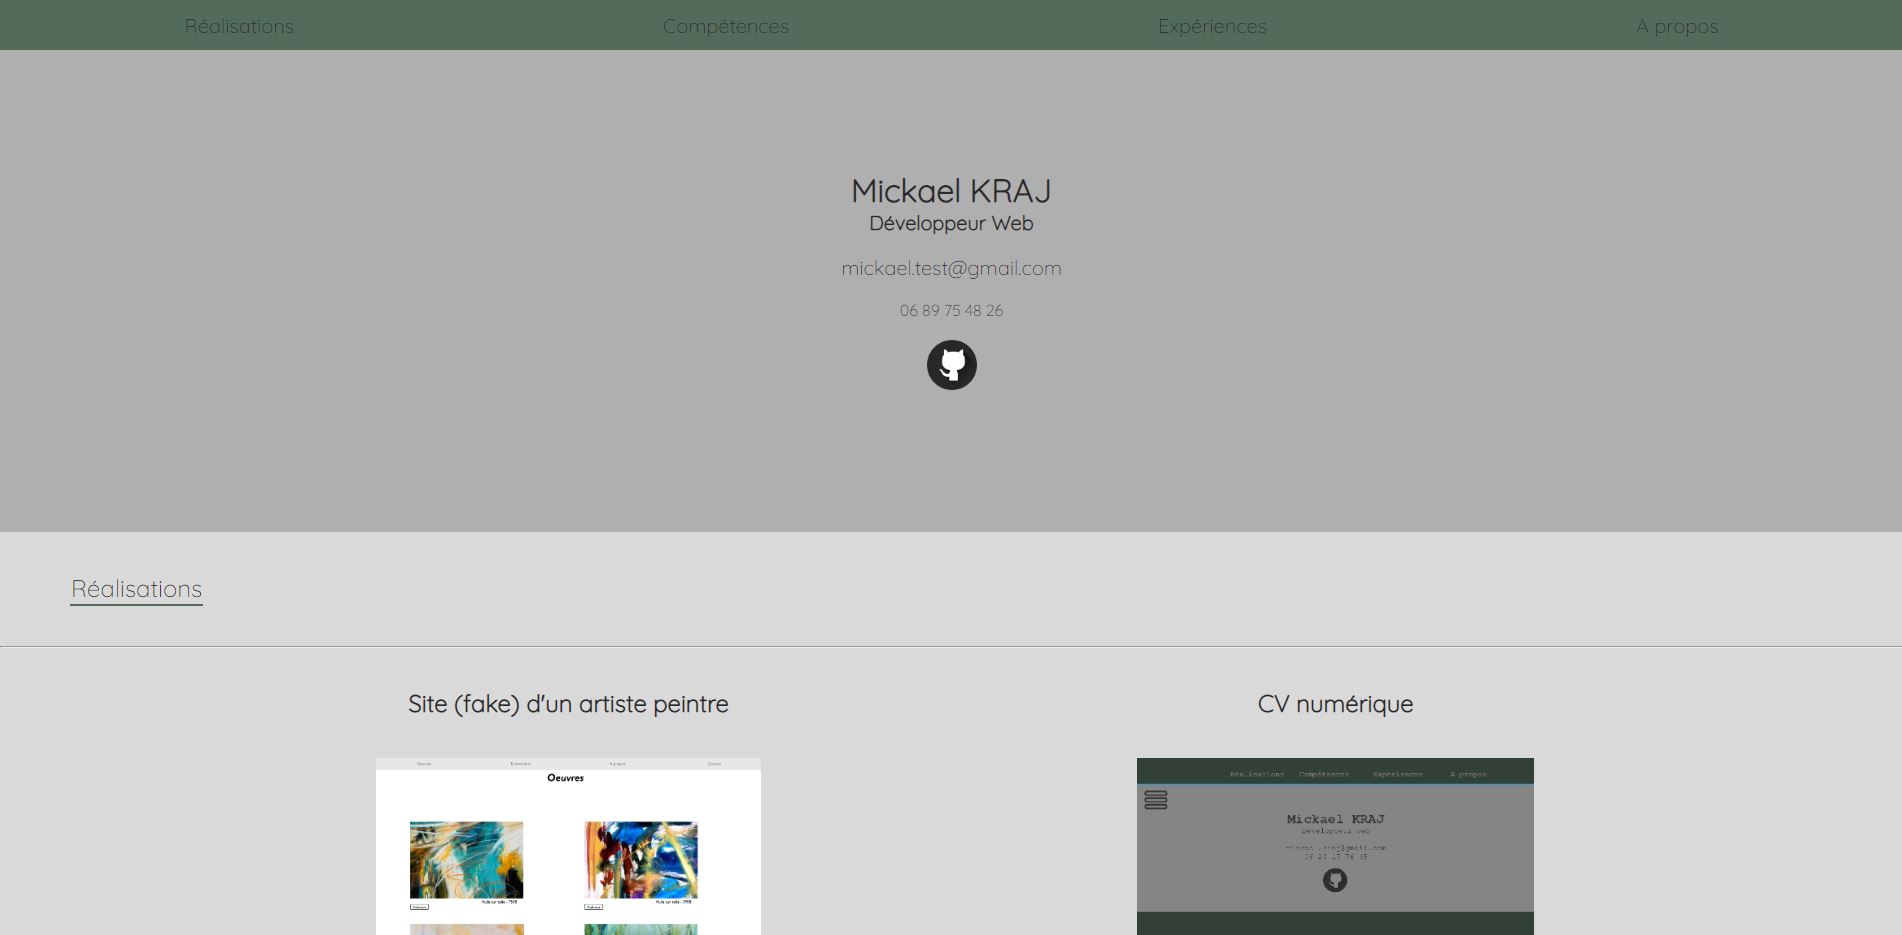 Réalisations Compétences Expériences A propos
Mickael KRAJ
Développeur Web
mickael.test@gmail.com
06 89 75 48 26
Réalisations
Site (fake) d'un artiste peintre
CV numérique
Oeuvres
Réalisations Compétences Expériences A propos
Mickael KRAJ
Développeur web